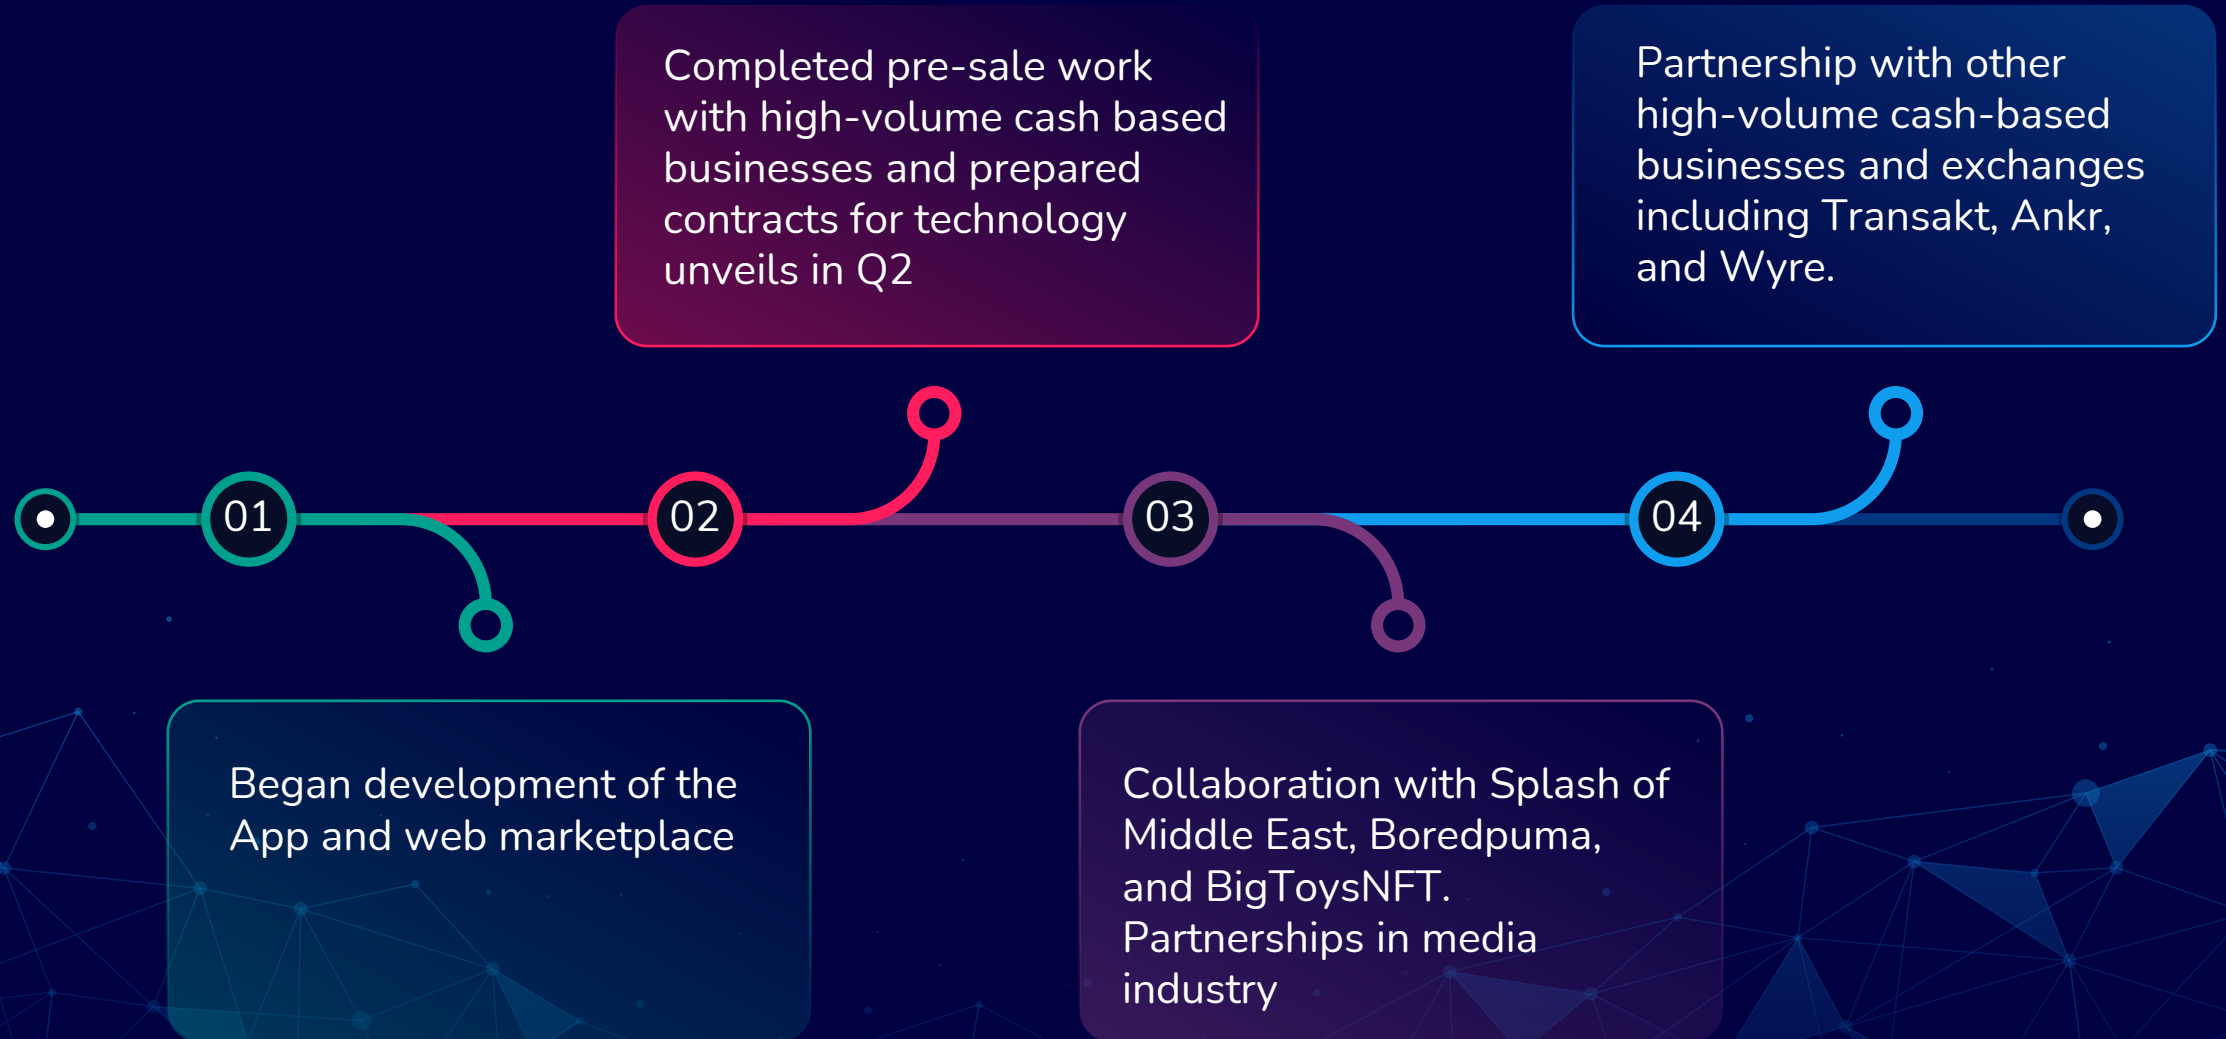 Completed pre-sale work
with high-volume cash based
businesses and prepared
contracts for technology
unveils in Q2
Partnership with other
high-volume cash-based
businesses and exchanges
including Transakt, Ankr,
and Wyre.
01
02
03
04
Began development of the
App and web marketplace
Collaboration with Splash of
Middle East, Boredpuma,
and BigToysNFT.
Partnerships in media
industry